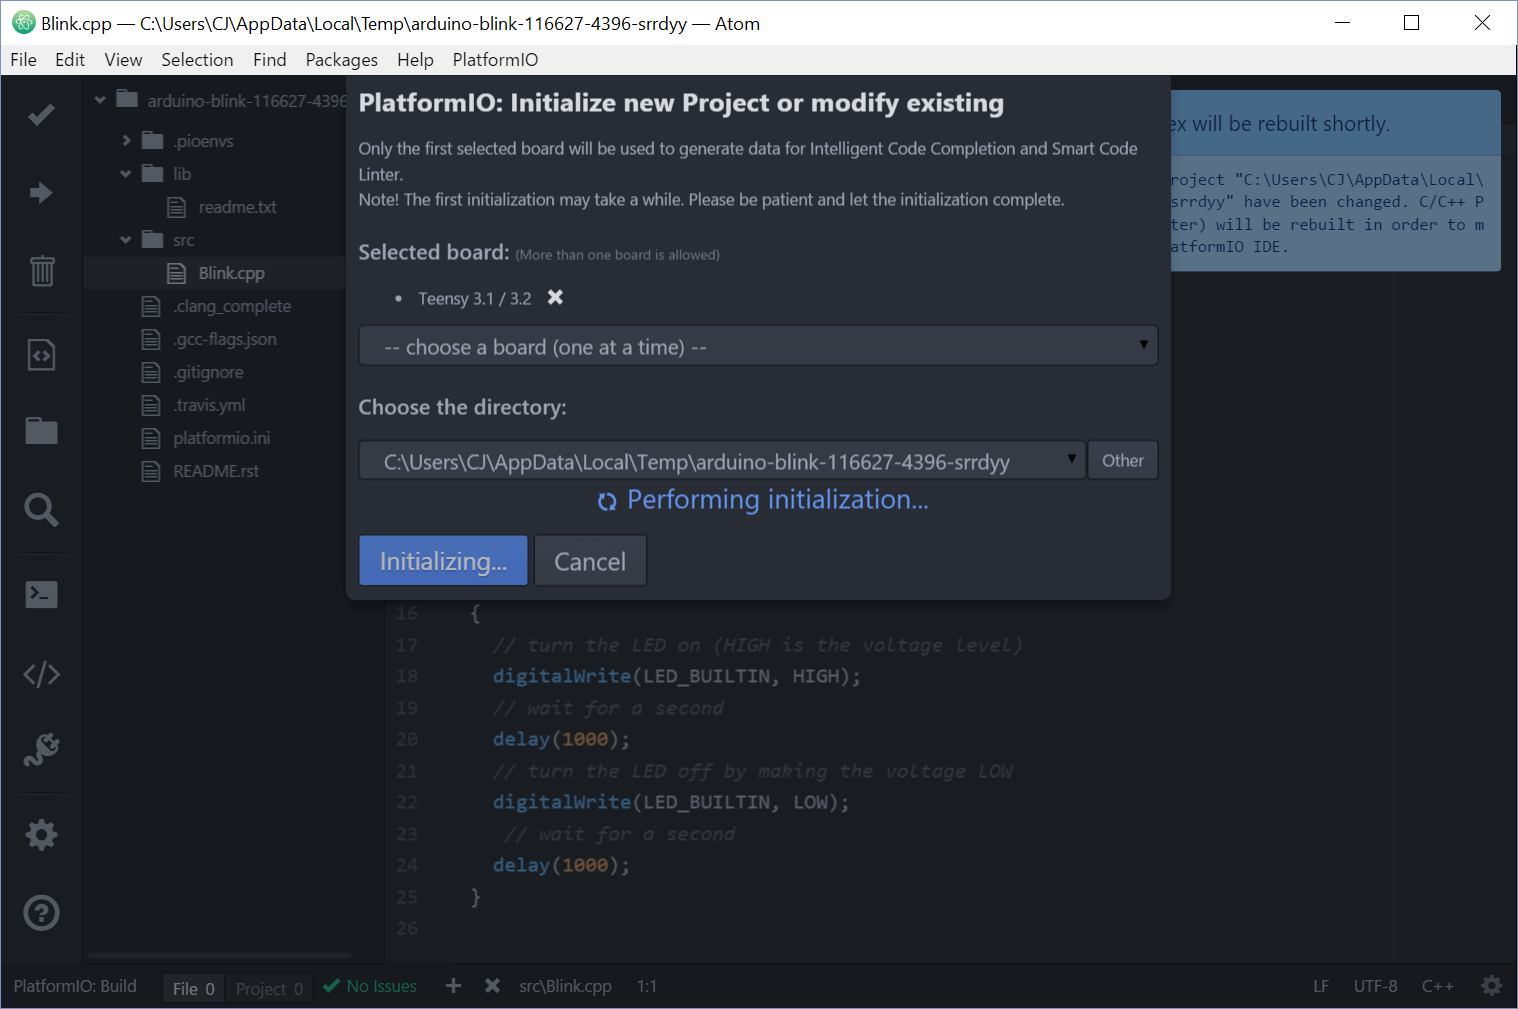 Blink.cpp — C:\Users\CJ\AppData\Local\Temp\arduino-blink-116627-4396-srrdyy — Atom
File Edit View Selection Find Packages Help PlatformIO
arduino-blink-116627-4396
.pioenvs
lib
readme.txt
src
Blink.cpp
.clang_complete
.gcc-flags.json
.gitignore
.travis.yml
platformio.ini
README.rst
PlatformIO: Initialize new Project or modify existing
Only the first selected board will be used to generate data for Intelligent Code Completion and Smart Code
Linter.
Note! The first initialization may take a while. Please be patient and let the initialization complete.
Selected board: (More than one board is allowed)
• Teensy 3.1 / 3.2
-- choose a board (one at a time) --
Choose the directory:
C:\Users\CJ\AppData\Local\Temp\arduino-blink-116627-4396-srrdyy
Other
Performing initialization...
Initializing...
Cancel
ex will be rebuilt shortly.
roject "C:\Users\CJ\AppData\Local\
srrdyy" have been changed. C/C++ P
ter) will be rebuilt in order to m
atformIO IDE.
16 {
17 // turn the LED on (HIGH is the voltage level)
18 digitalWrite(LED_BUILTIN, HIGH);
19 // wait for a second
20 delay(1000);
21 // turn the LED off by making the voltage LOW
22 digitalWrite(LED_BUILTIN, LOW);
23 // wait for a second
24 delay(1000);
25 }
26
PlatformIO: Build File 0 Project 0 No Issues src\Blink.cpp 1:1 LF UTF-8 C++